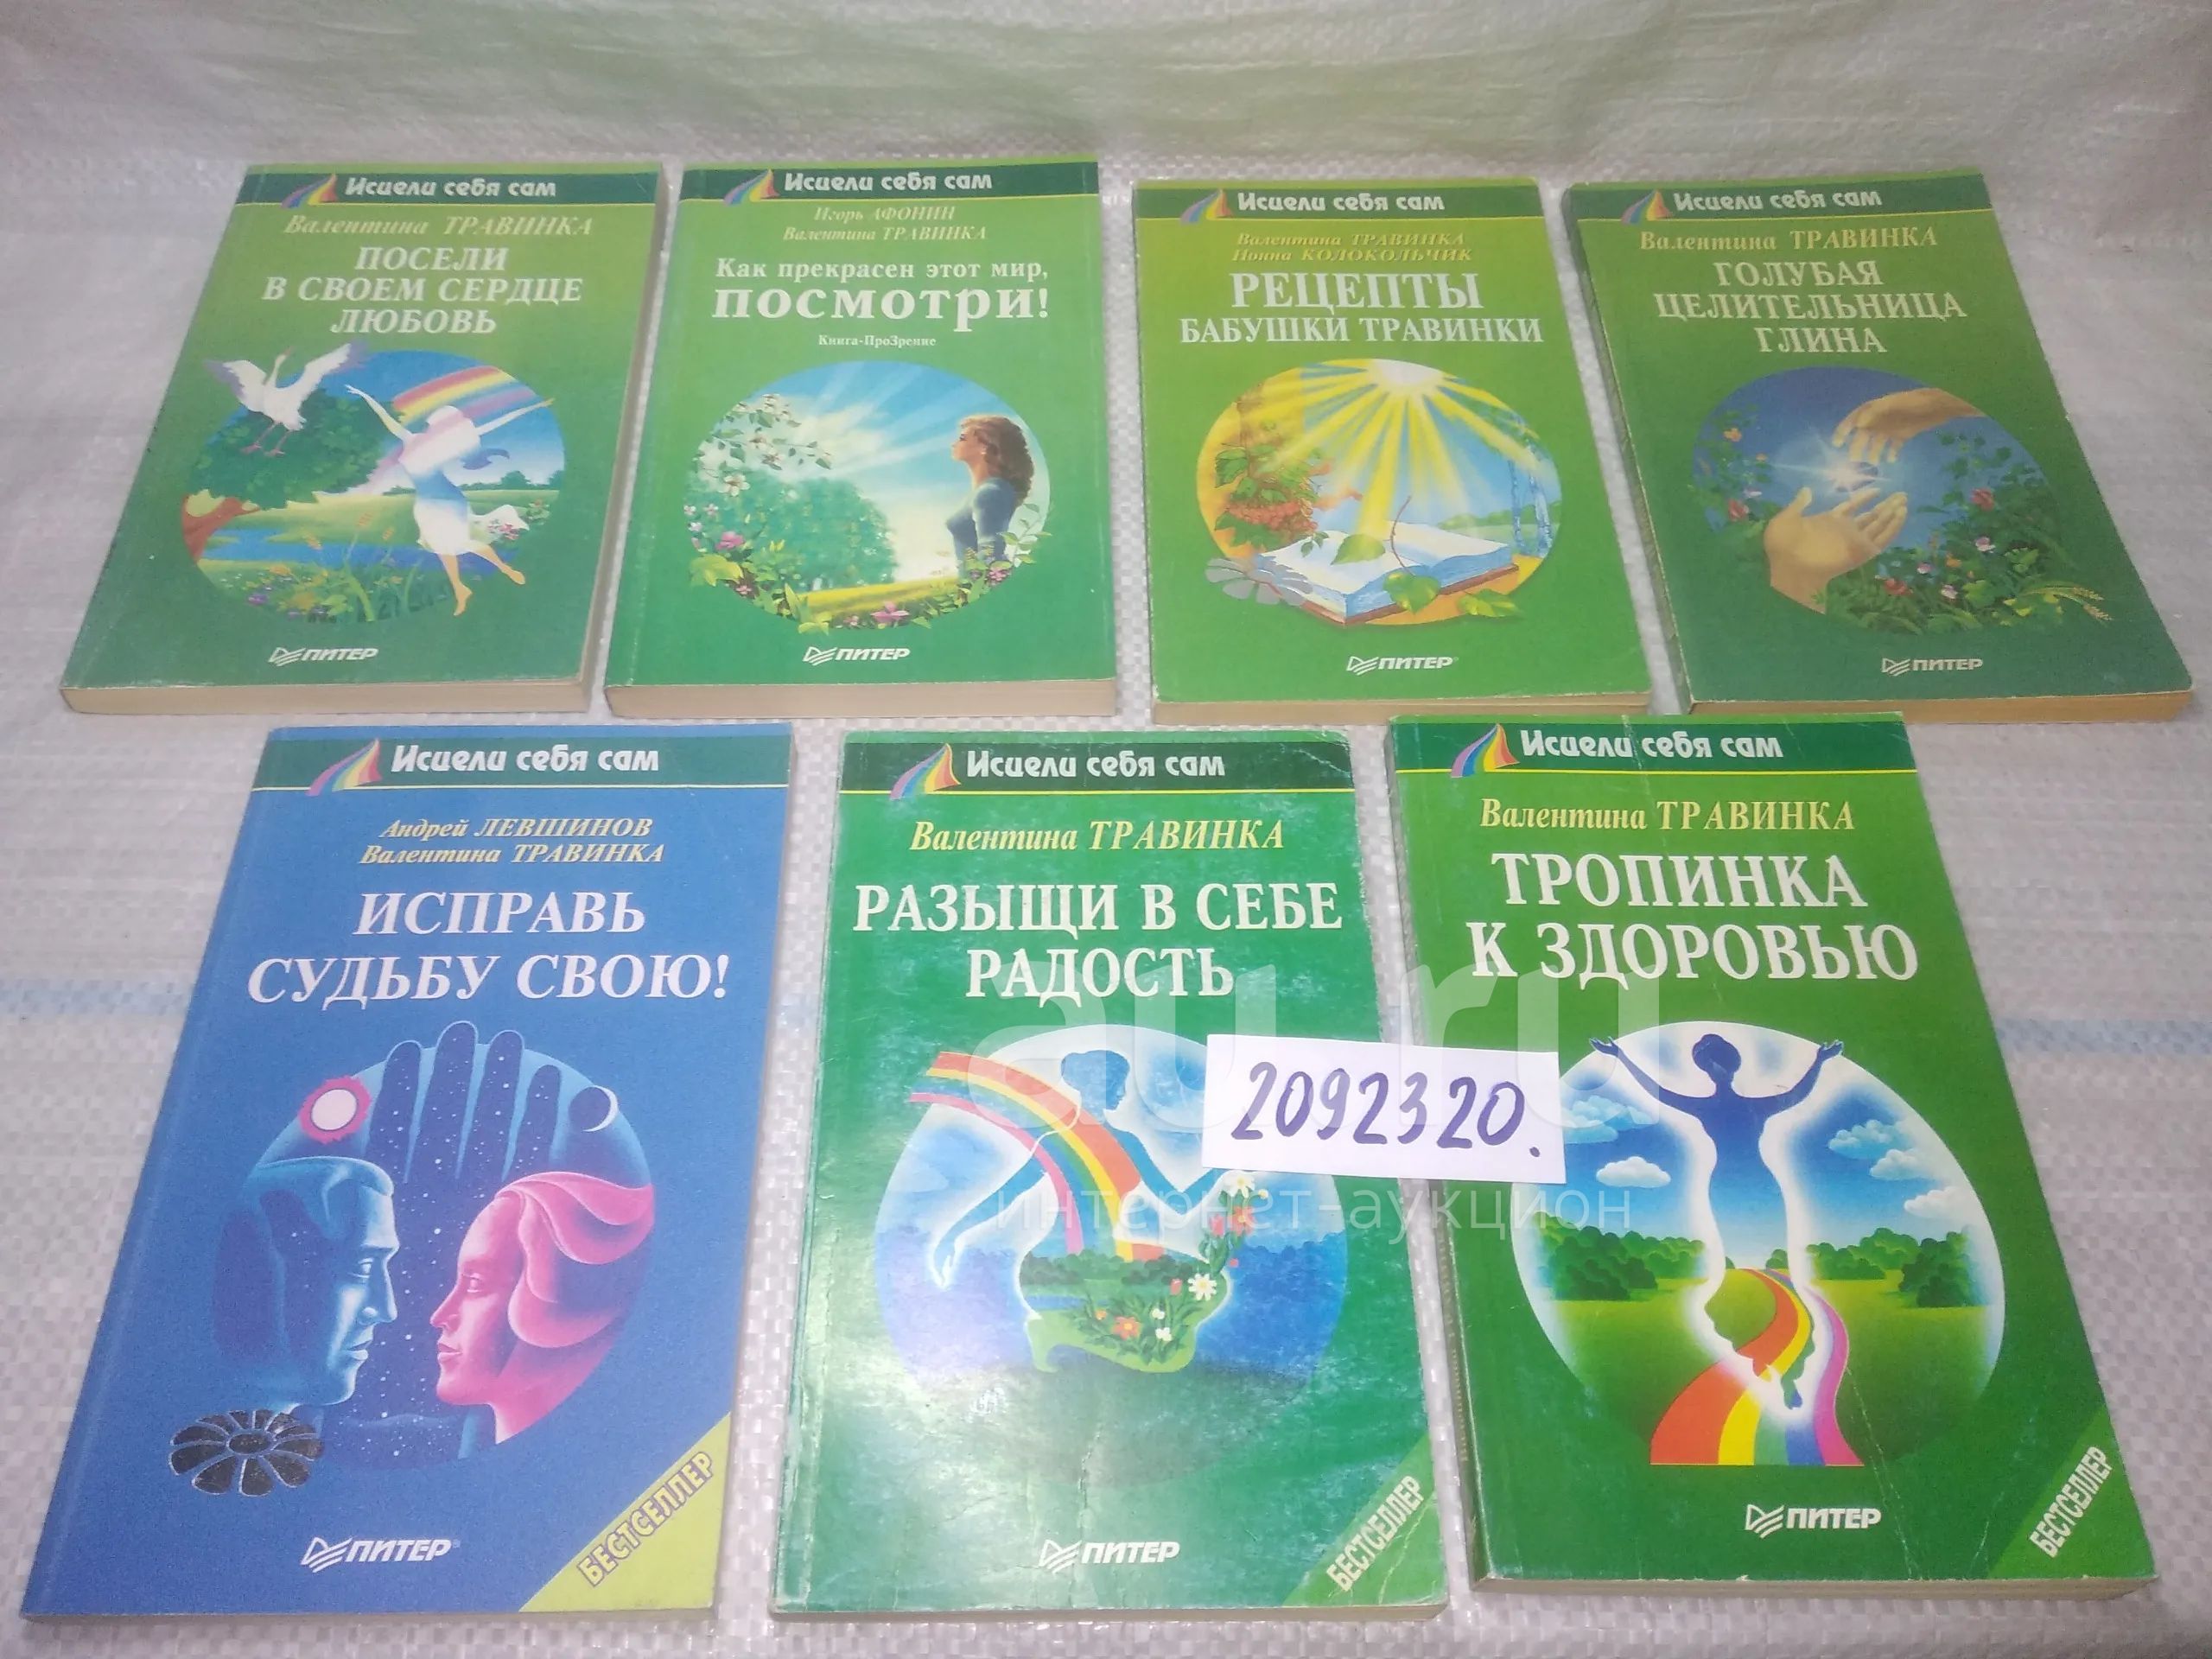 Исцели себя сам
Валентина ТРАВИНКА
ПОСЕЛИ
В СВОЕМ СЕРДЦЕ
ЛЮБОВЬ
ПИТЕР
Исцели себя сам
Игорь АФОНИН
Валентина ТРАВИНКА
Как прекрасен этот мир,
ПОСМОТРИ!
Книга-ПроЗрение
ПИТЕР
Исцели себя сам
Валентина ТРАВИНКА
Нонна КОЛОКОЛЬЧИК
РЕЦЕПТЫ
БАБУШКИ ТРАВИНКИ
ПИТЕР®
Исцели себя сам
Валентина ТРАВИНКА
ГОЛУБАЯ
ЦЕЛИТЕЛЬНИЦА
ГЛИНА
ПИТЕР
Исцели себя сам
Андрей ЛЕВШИНОВ
Валентина ТРАВИНКА
ИСПРАВЬ
СУДЬБУ СВОЮ!
БЕСТСЕЛЛЕР
ПИТЕР®
Исцели себя сам
Валентина ТРАВИНКА
РАЗЫЩИ В СЕБЕ
РАДОСТЬ
БЕСТСЕЛЛЕР
ПИТЕР
Исцели себя сам
Валентина ТРАВИНКА
ТРОПИНКА
К ЗДОРОВЬЮ
ПИТЕР
БЕСТСЕЛЛЕР
2092320.
au.ru
интернет-аукцион